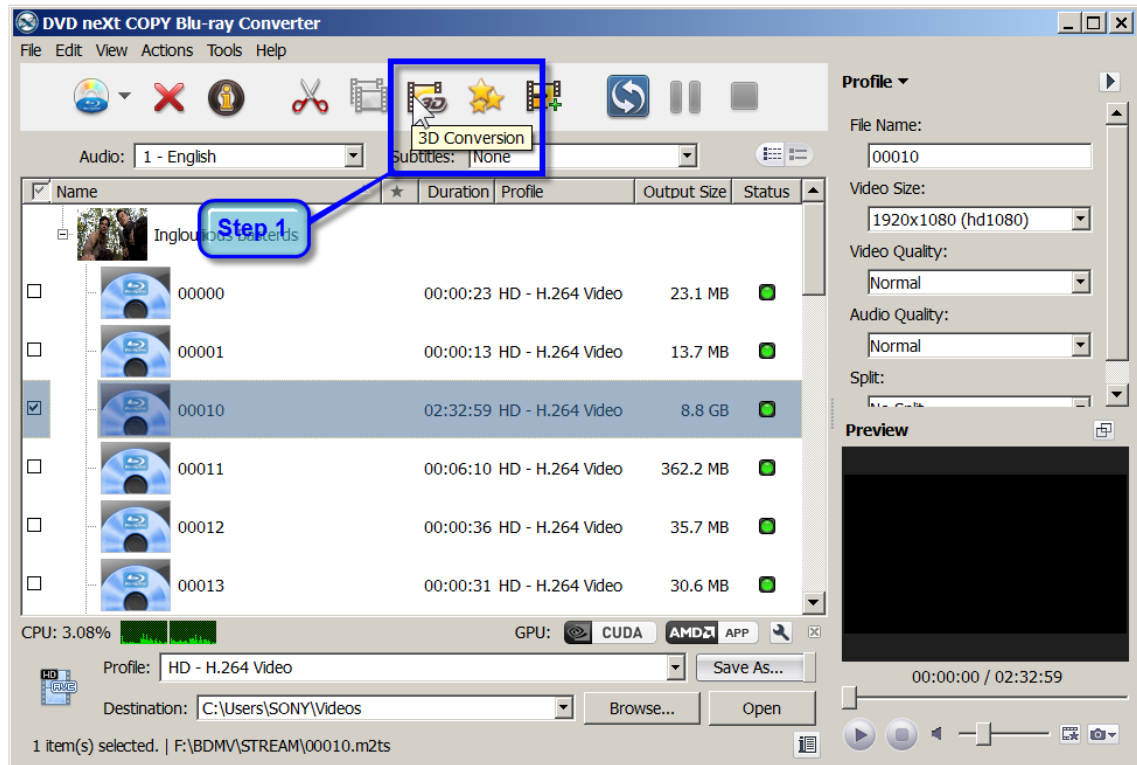 DVD neXt COPY Blu-ray Converter
File Edit View Actions Tools Help
3D
3D Conversion
Audio: 1 - English Subtitles: None
Name Duration Profile Output Size Status
Step 1
Inglourious Basterds
00000 00:00:23 HD - H.264 Video 23.1 MB
00001 00:00:13 HD - H.264 Video 13.7 MB
00010 02:32:59 HD - H.264 Video 8.8 GB
00011 00:06:10 HD - H.264 Video 362.2 MB
00012 00:00:36 HD - H.264 Video 35.7 MB
00013 00:00:31 HD - H.264 Video 30.6 MB
CPU: 3.08% GPU: CUDA AMD APP
HD AVC
Profile: HD - H.264 Video Save As...
Destination: C:\Users\SONY\Videos Browse... Open
1 item(s) selected. | F:\BDMV\STREAM\00010.m2ts
Profile
File Name:
00010
Video Size:
1920x1080 (hd1080)
Video Quality:
Normal
Audio Quality:
Normal
Split:
No Split
Preview
00:00:00 / 02:32:59